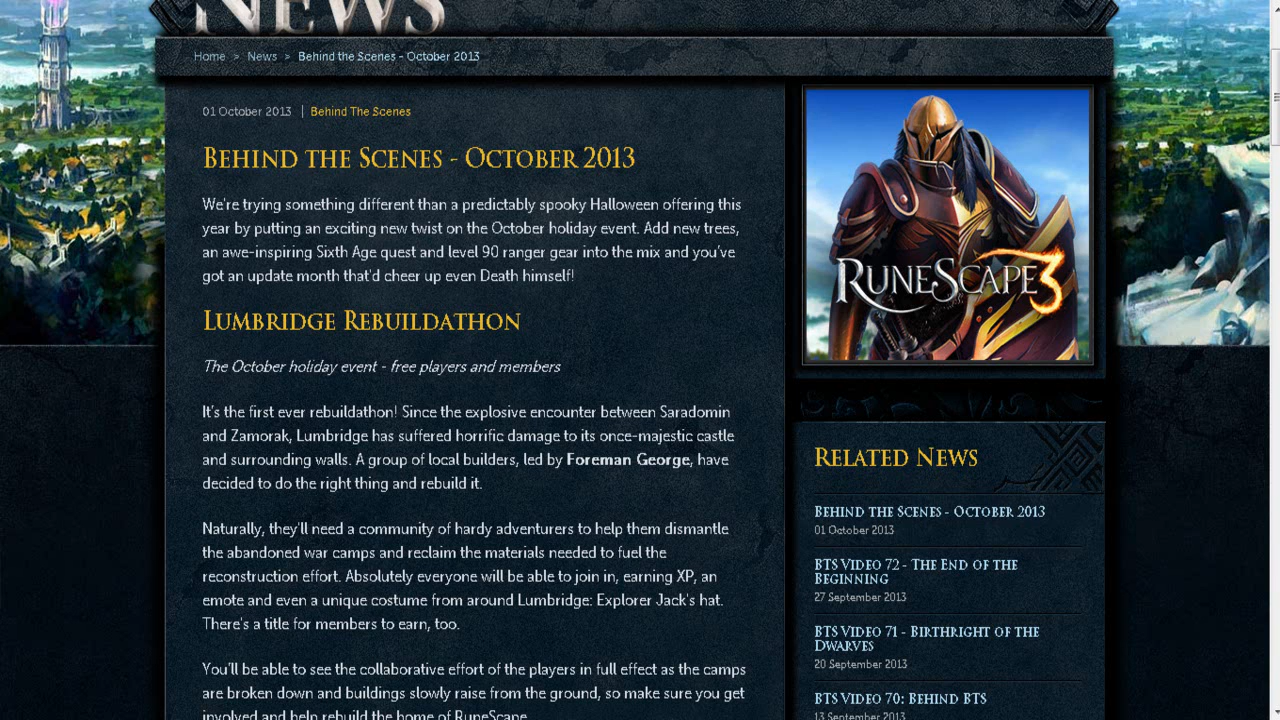 NEWS
Home > News > Behind the Scenes - October 2013
01 October 2013 | Behind The Scenes
Behind the Scenes - October 2013
We're trying something different than a predictably spooky Halloween offering this
year by putting an exciting new twist on the October holiday event. Add new trees,
an awe-inspiring Sixth Age quest and level 90 ranger gear into the mix and you've
got an update month that'd cheer up even Death himself!
Lumbridge Rebuildathon
The October holiday event - free players and members
It's the first ever rebuildathon! Since the explosive encounter between Saradomin
and Zamorak, Lumbridge has suffered horrific damage to its once-majestic castle
and surrounding walls. A group of local builders, led by Foreman George, have
decided to do the right thing and rebuild it.
Naturally, they'll need a community of hardy adventurers to help them dismantle
the abandoned war camps and reclaim the materials needed to fuel the
reconstruction effort. Absolutely everyone will be able to join in, earning XP, an
emote and even a unique costume from around Lumbridge: Explorer Jack's hat.
There's a title for members to earn, too.
You'll be able to see the collaborative effort of the players in full effect as the camps
are broken down and buildings slowly raise from the ground, so make sure you get
involved and help rebuild the home of RuneScape.
RuneScape 3
Related News
Behind the Scenes - October 2013
01 October 2013
BTS Video 72 - The End of the
Beginning
27 September 2013
BTS Video 71 - Birthright of the
Dwarves
20 September 2013
BTS Video 70: Behind BTS
13 September 2013